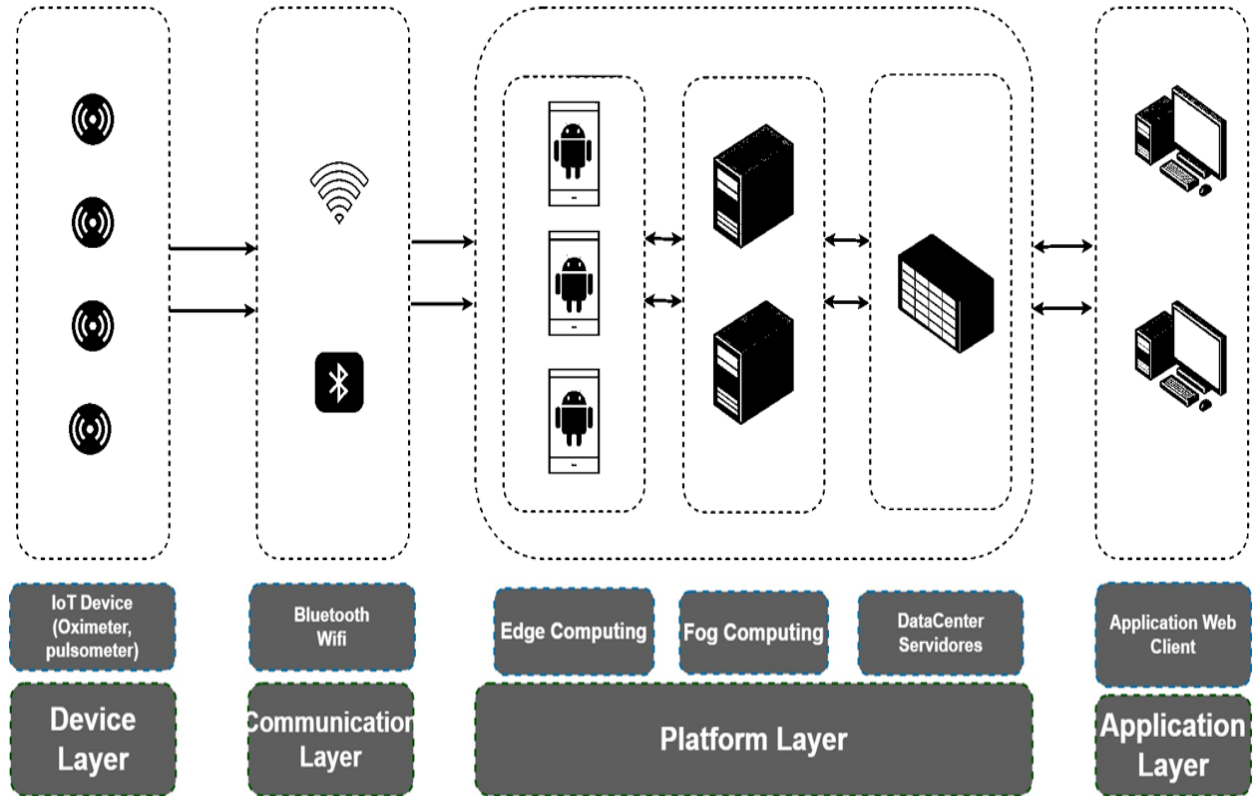 IoT Device
(Oximeter,
pulsometer)
Bluetooth
Wifi
Edge Computing
Fog Computing
DataCenter
Servidores
Application Web
Client
Device
Layer
Communication
Layer
Platform Layer
Application
Layer